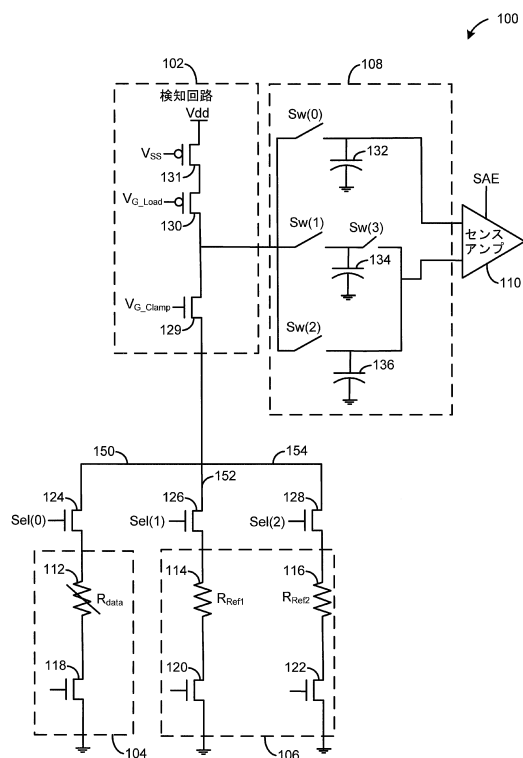 100
102
108
検知回路
Vdd
VSS
131
VG_Load
130
VG_Clamp
129
Sw(0)
132
Sw(1)
Sw(3)
134
Sw(2)
136
SAE
センス
アンプ
110
150
154
152
124
126
128
Sel(0)
Sel(1)
Sel(2)
112
Rdata
114
RRef1
116
RRef2
118
120
122
104
106